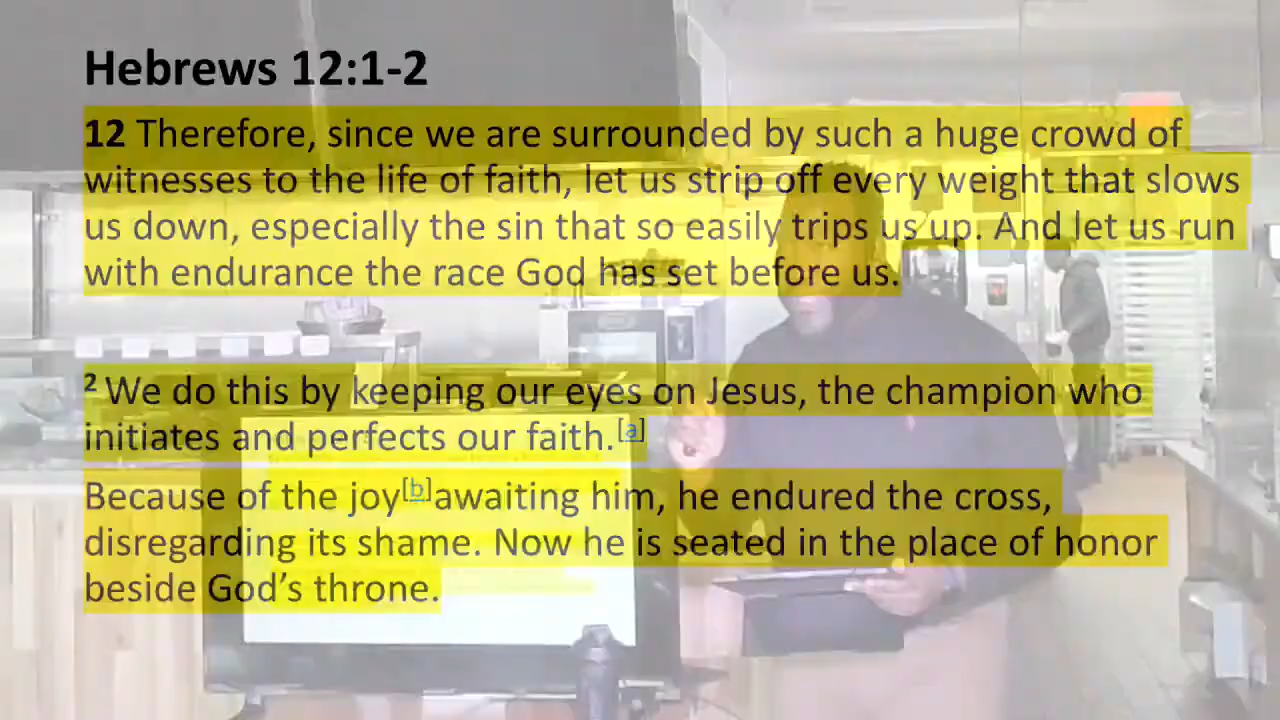 Hebrews 12:1-2
12 Therefore, since we are surrounded by such a huge crowd of
witnesses to the life of faith, let us strip off every weight that slows
us down, especially the sin that so easily trips us up. And let us run
with endurance the race God has set before us.
2 We do this by keeping our eyes on Jesus, the champion who
initiates and perfects our faith.[a]
Because of the joy[b]awaiting him, he endured the cross,
disregarding its shame. Now he is seated in the place of honor
beside God’s throne.